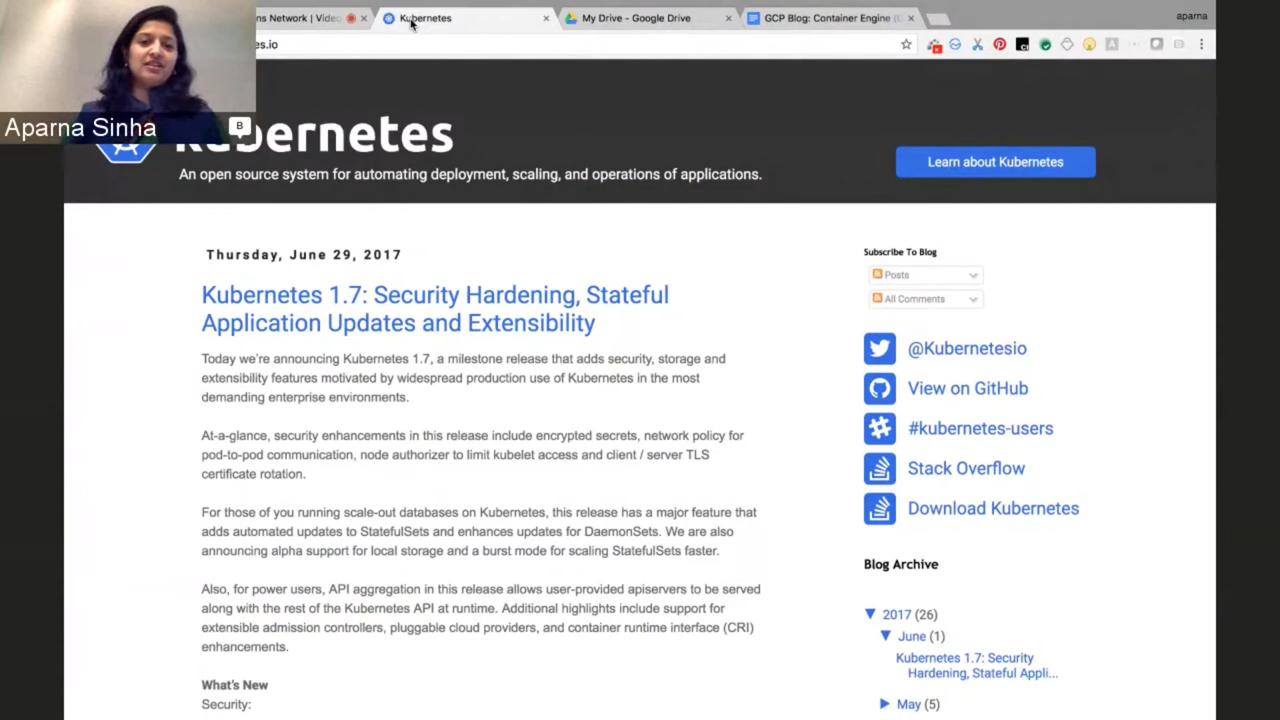 ns Network | Video
Kubernetes
My Drive - Google Drive
GCP Blog: Container Engine (
aparna
es.io
Aparna Sinha
B
kubernetes
An open source system for automating deployment, scaling, and operations of applications.
Learn about Kubernetes
Thursday, June 29, 2017
Kubernetes 1.7: Security Hardening, Stateful
Application Updates and Extensibility
Today we're announcing Kubernetes 1.7, a milestone release that adds security, storage and
extensibility features motivated by widespread production use of Kubernetes in the most
demanding enterprise environments.
At-a-glance, security enhancements in this release include encrypted secrets, network policy for
pod-to-pod communication, node authorizer to limit kubelet access and client / server TLS
certificate rotation.
For those of you running scale-out databases on Kubernetes, this release has a major feature that
adds automated updates to StatefulSets and enhances updates for DaemonSets. We are also
announcing alpha support for local storage and a burst mode for scaling StatefulSets faster.
Also, for power users, API aggregation in this release allows user-provided apiservers to be served
along with the rest of the Kubernetes API at runtime. Additional highlights include support for
extensible admission controllers, pluggable cloud providers, and container runtime interface (CRI)
enhancements.
What's New
Security:
Subscribe To Blog
Posts
All Comments
@Kubernetesio
View on GitHub
#kubernetes-users
Stack Overflow
Download Kubernetes
Blog Archive
▼ 2017 (26)
▼ June (1)
Kubernetes 1.7: Security
Hardening, Stateful Appli...
► May (5)